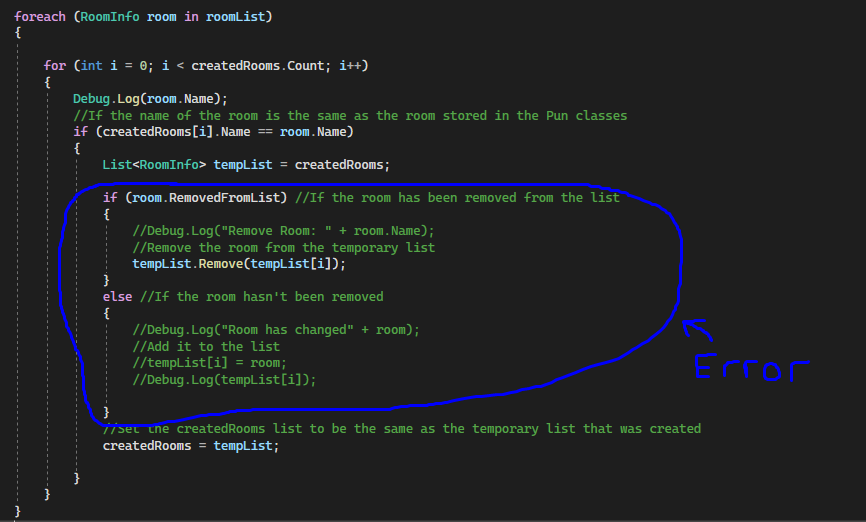 foreach (RoomInfo room in roomList)
{
for (int i = 0; i < createdRooms.Count; i++)
{
Debug.Log(room.Name);
//If the name of the room is the same as the room stored in the Pun classes
if (createdRooms[i].Name == room.Name)
{
List<RoomInfo> tempList = createdRooms;
if (room.RemovedFromList) //If the room has been removed from the list
{
//Debug.Log("Remove Room: " + room.Name);
//Remove the room from the temporary list
tempList.Remove(tempList[i]);
}
else //If the room hasn't been removed
{
//Debug.Log("Room has changed" + room);
//Add it to the list
//tempList[i] = room;
//Debug.Log(tempList[i]);
}
Error
//Set the createdRooms list to be the same as the temporary list that was created
createdRooms = tempList;
}
}
}